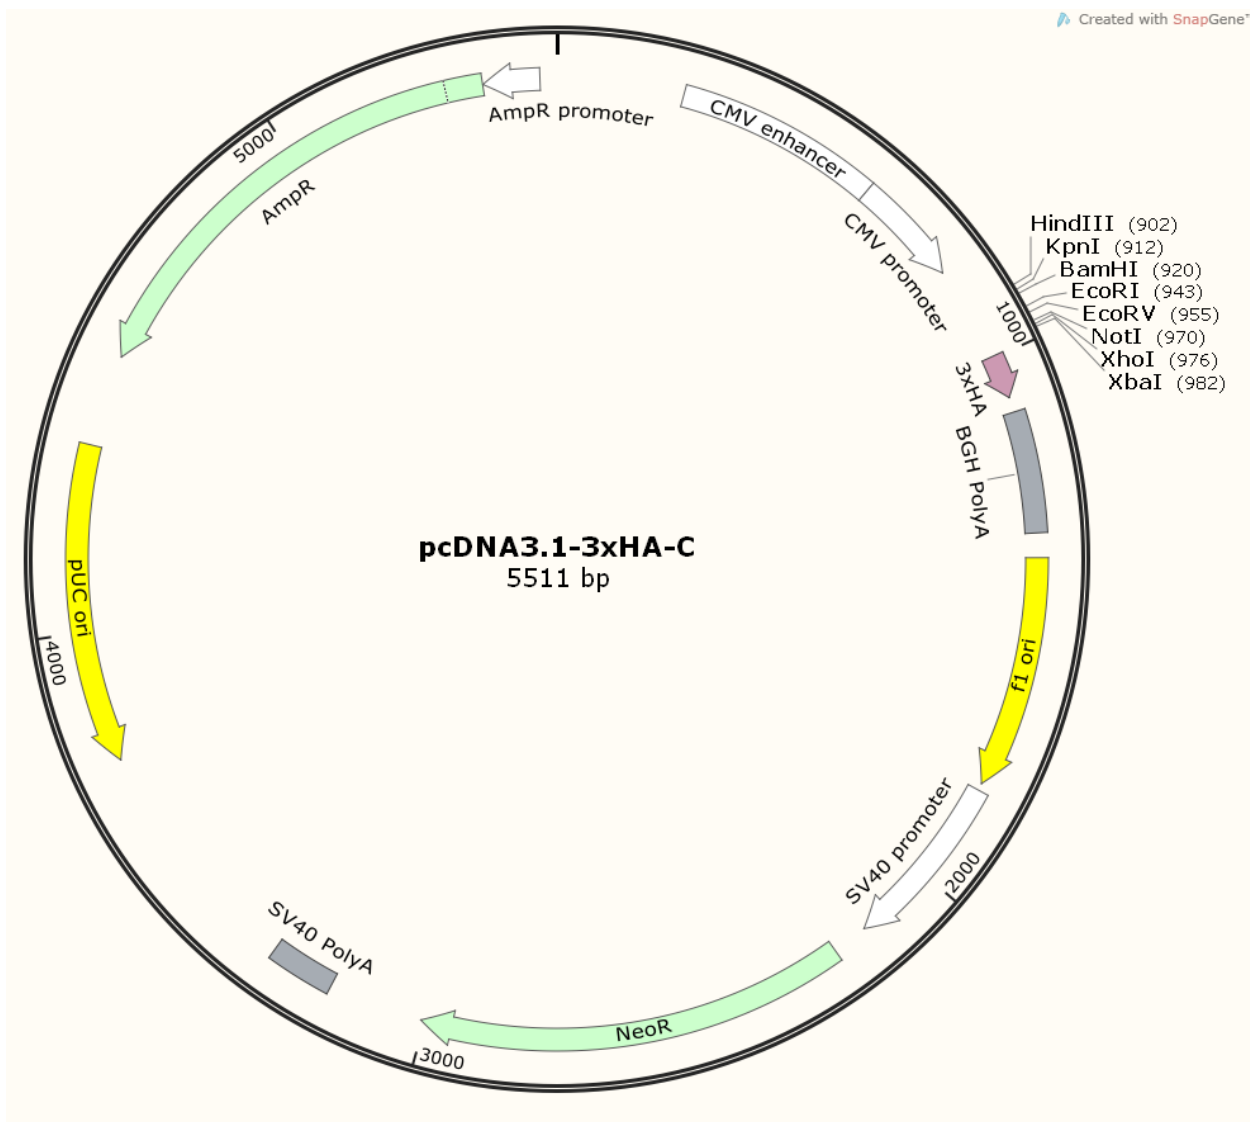 Created with SnapGene
AmpR promoter
CMV enhancer
CMV promoter
5000
AmpR
HindIII (902)
KpnI (912)
BamHI (920)
EcoRI (943)
EcoRV (955)
NotI (970)
XhoI (976)
XbaI (982)
1000
3xHA
BGH PolyA
pcDNA3.1-3xHA-C
5511 bp
pUC ori
f1 ori
4000
SV40 promoter
2000
SV40 PolyA
NeoR
3000